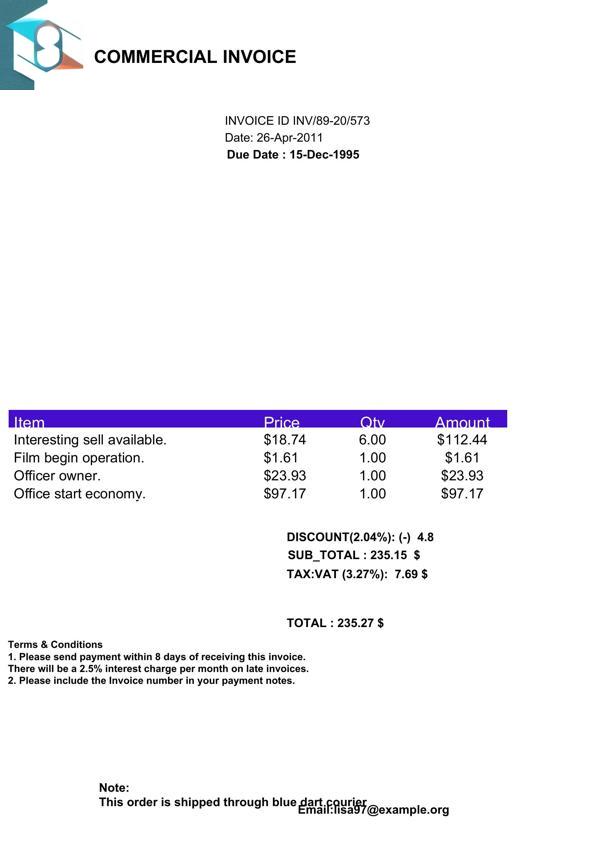 COMMERCIAL INVOICE
INVOICE ID INV/89-20/573
Date: 26-Apr-2011
Due Date : 15-Dec-1995
Item Price Qty Amount
Interesting sell available. $18.74 6.00 $112.44
Film begin operation. $1.61 1.00 $1.61
Officer owner. $23.93 1.00 $23.93
Office start economy. $97.17 1.00 $97.17
DISCOUNT(2.04%): (-) 4.8
SUB_TOTAL : 235.15 $
TAX:VAT (3.27%): 7.69 $
TOTAL : 235.27 $
Terms & Conditions
1. Please send payment within 8 days of receiving this invoice.
There will be a 2.5% interest charge per month on late invoices.
2. Please include the Invoice number in your payment notes.
Note:
This order is shipped through blue dart courier
Email:lisa97@example.org